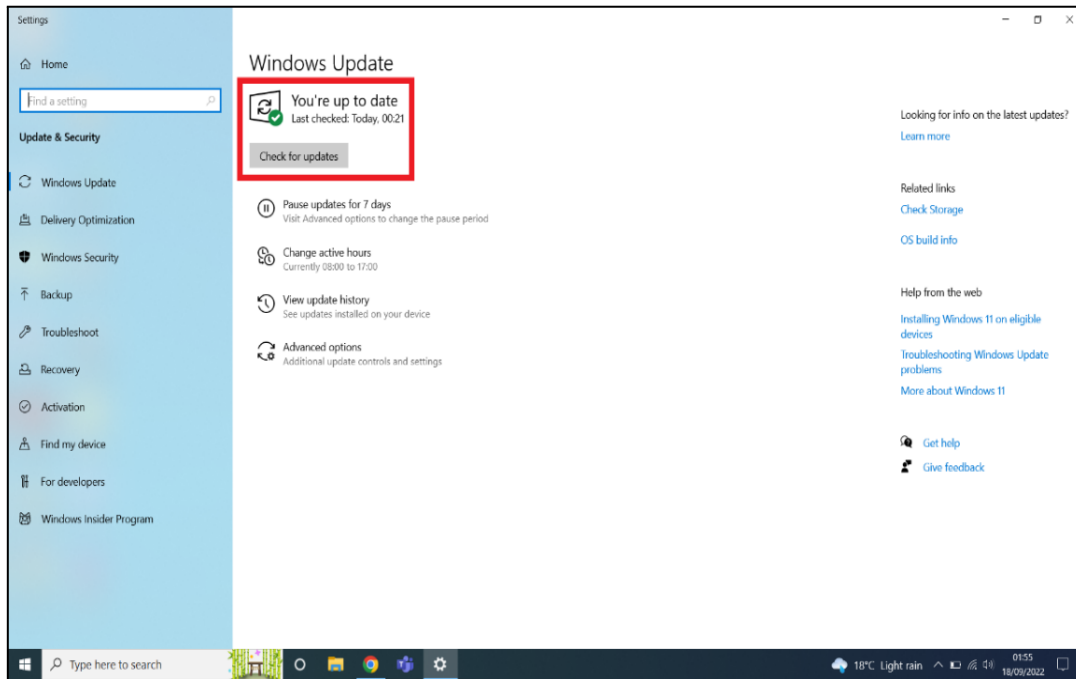 Settings
Home
Find a setting
Update & Security
Windows Update
Delivery Optimization
Windows Security
Backup
Troubleshoot
Recovery
Activation
Find my device
For developers
Windows Insider Program
Windows Update
You're up to date
Last checked: Today, 00:21
Check for updates
Pause updates for 7 days
Visit Advanced options to change the pause period
Change active hours
Currently 08:00 to 17:00
View update history
See updates installed on your device
Advanced options
Additional update controls and settings
Looking for info on the latest updates?
Learn more
Related links
Check Storage
OS build info
Help from the web
Installing Windows 11 on eligible
devices
Troubleshooting Windows Update
problems
More about Windows 11
Get help
Give feedback
Type here to search
18°C Light rain
01:55
18/09/2022